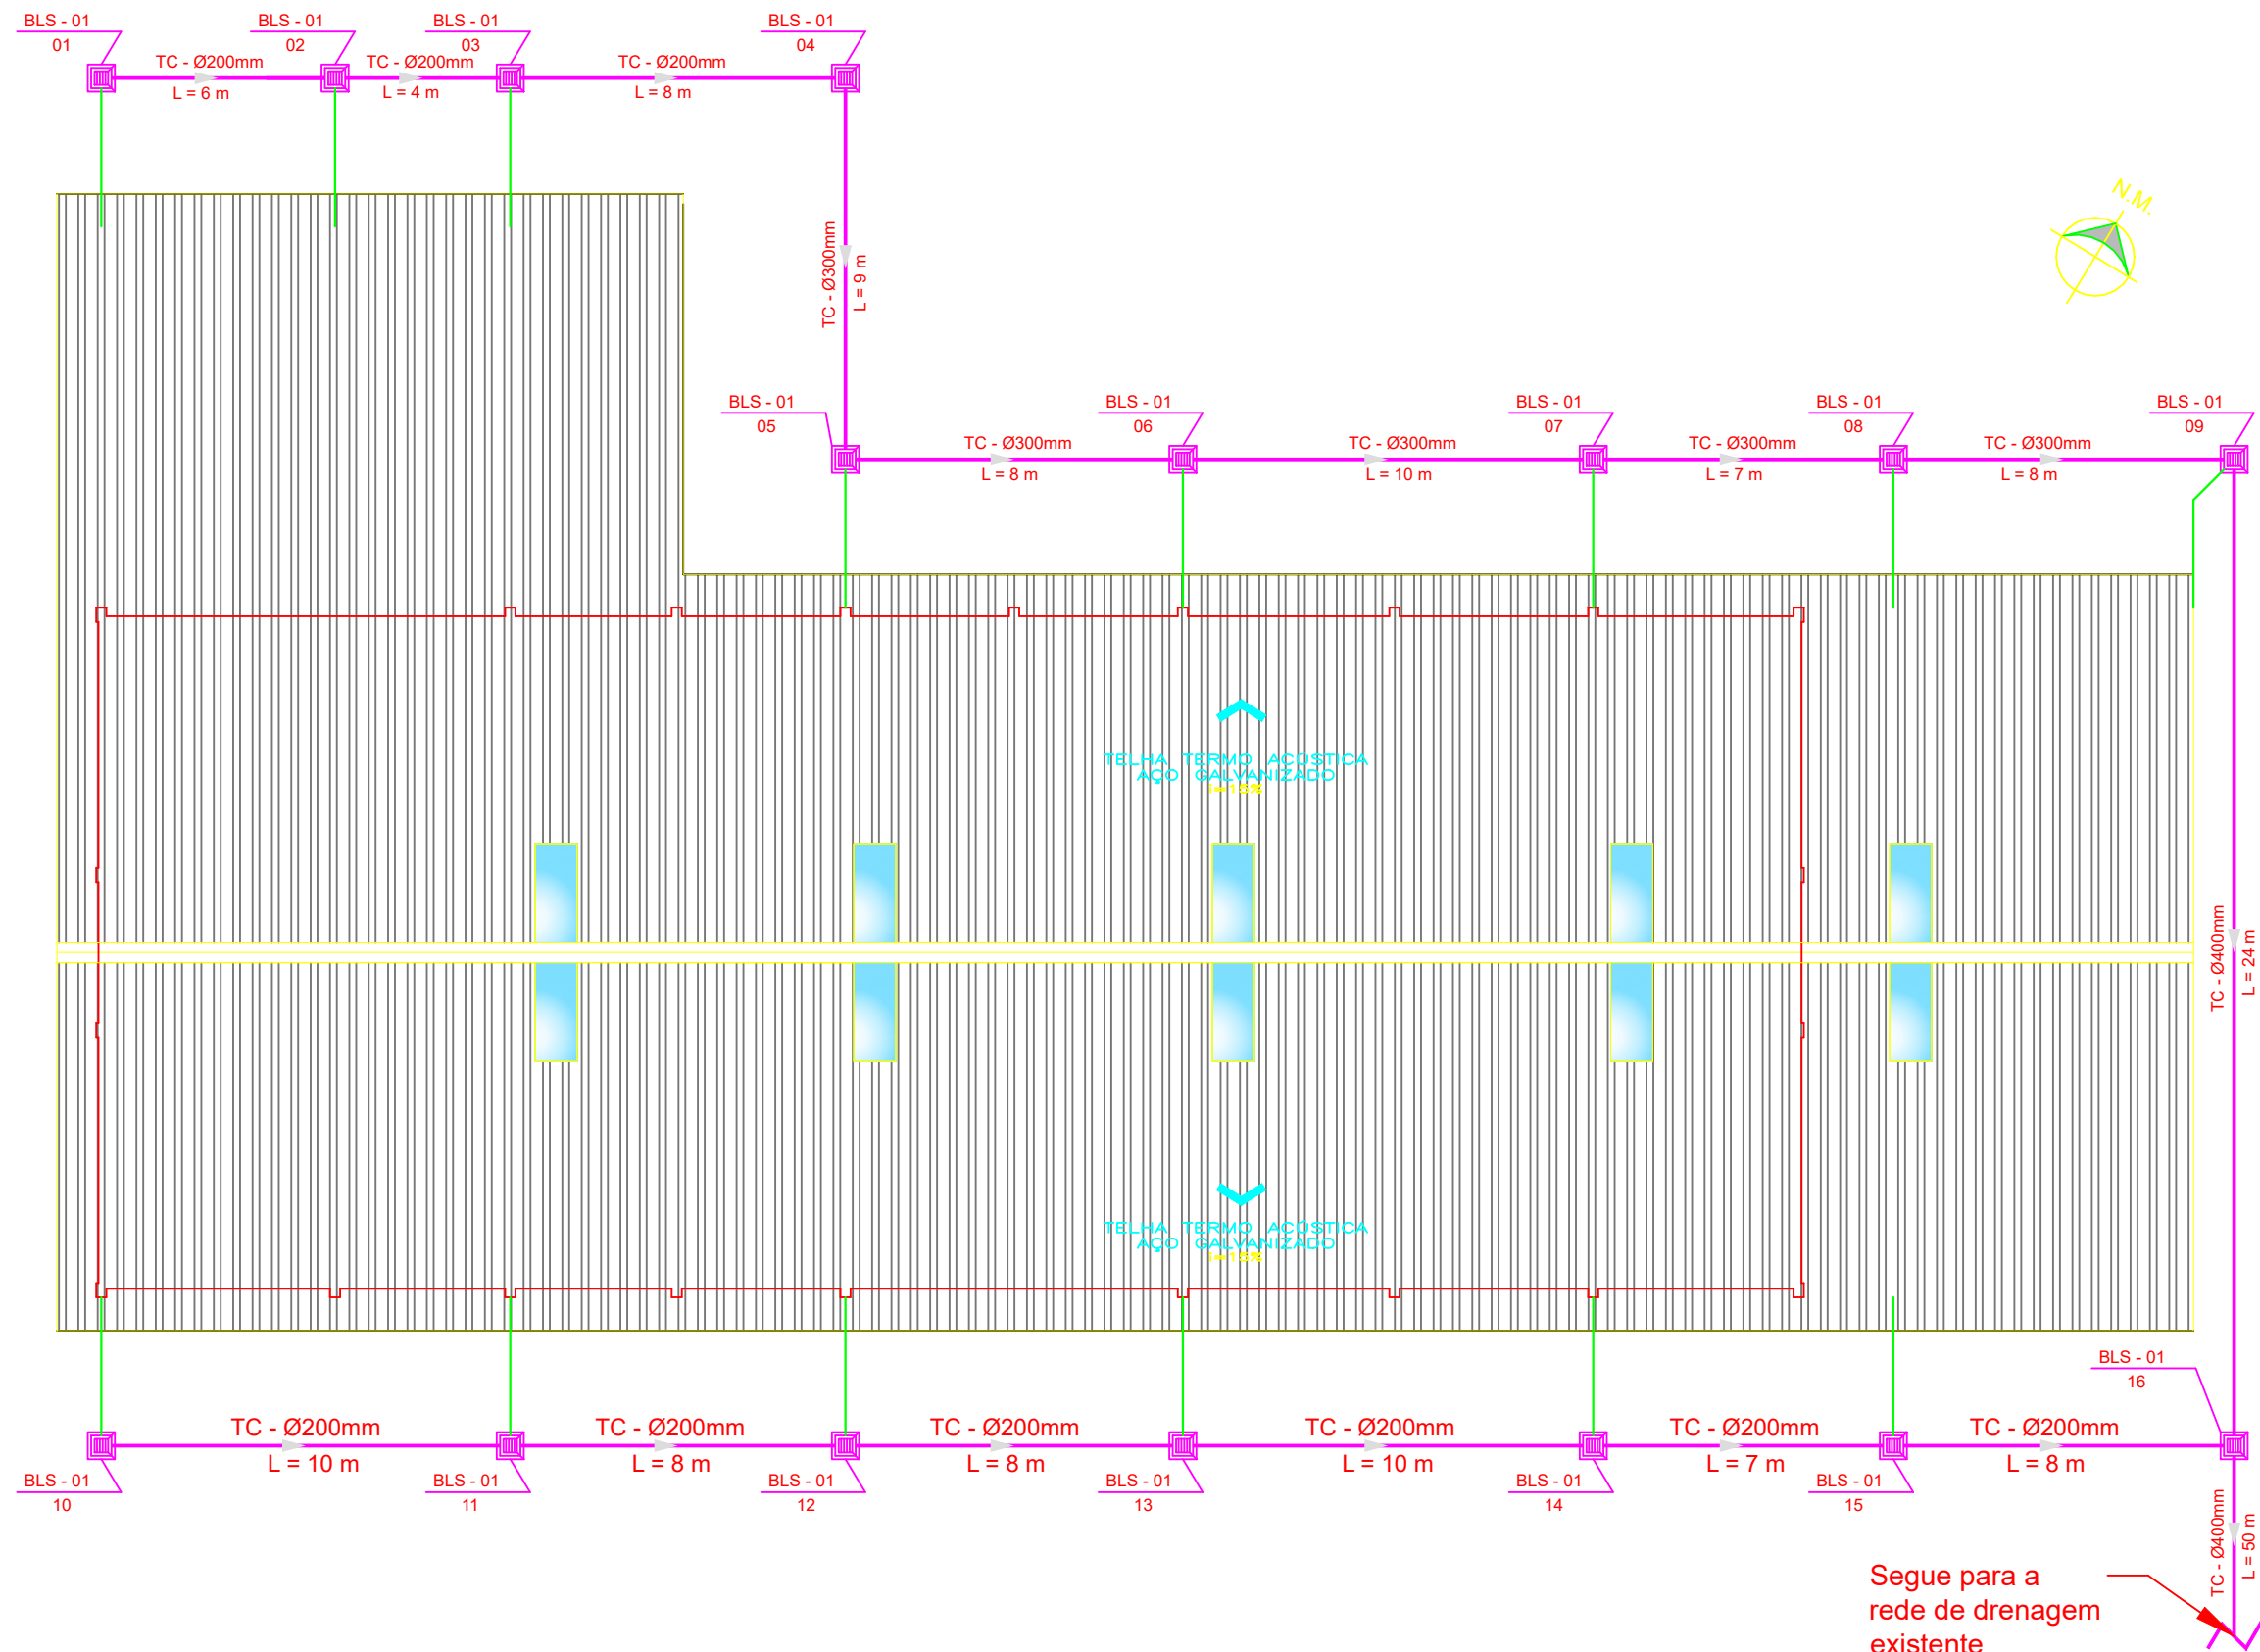 BLS - 01
01
BLS - 01
02
BLS - 01
03
BLS - 01
04
TC - Ø200mm
L = 6 m
TC - Ø200mm
L = 4 m
TC - Ø200mm
L = 8 m
N.M.
TC - Ø300mm
L = 9 m
BLS - 01
05
BLS - 01
06
BLS - 01
07
BLS - 01
08
BLS - 01
09
TC - Ø300mm
L = 8 m
TC - Ø300mm
L = 10 m
TC - Ø300mm
L = 7 m
TC - Ø300mm
L = 8 m
TELHA TERMO ACÚSTICA
AÇO GALVANIZADO
i=15%
TC - Ø400mm
L = 24 m
TELHA TERMO ACÚSTICA
AÇO GALVANIZADO
i=15%
BLS - 01
16
TC - Ø200mm
L = 10 m
TC - Ø200mm
L = 8 m
TC - Ø200mm
L = 8 m
TC - Ø200mm
L = 10 m
TC - Ø200mm
L = 7 m
TC - Ø200mm
L = 8 m
BLS - 01
10
BLS - 01
11
BLS - 01
12
BLS - 01
13
BLS - 01
14
BLS - 01
15
TC - Ø400mm
L = 50 m
Segue para a
rede de drenagem
existente